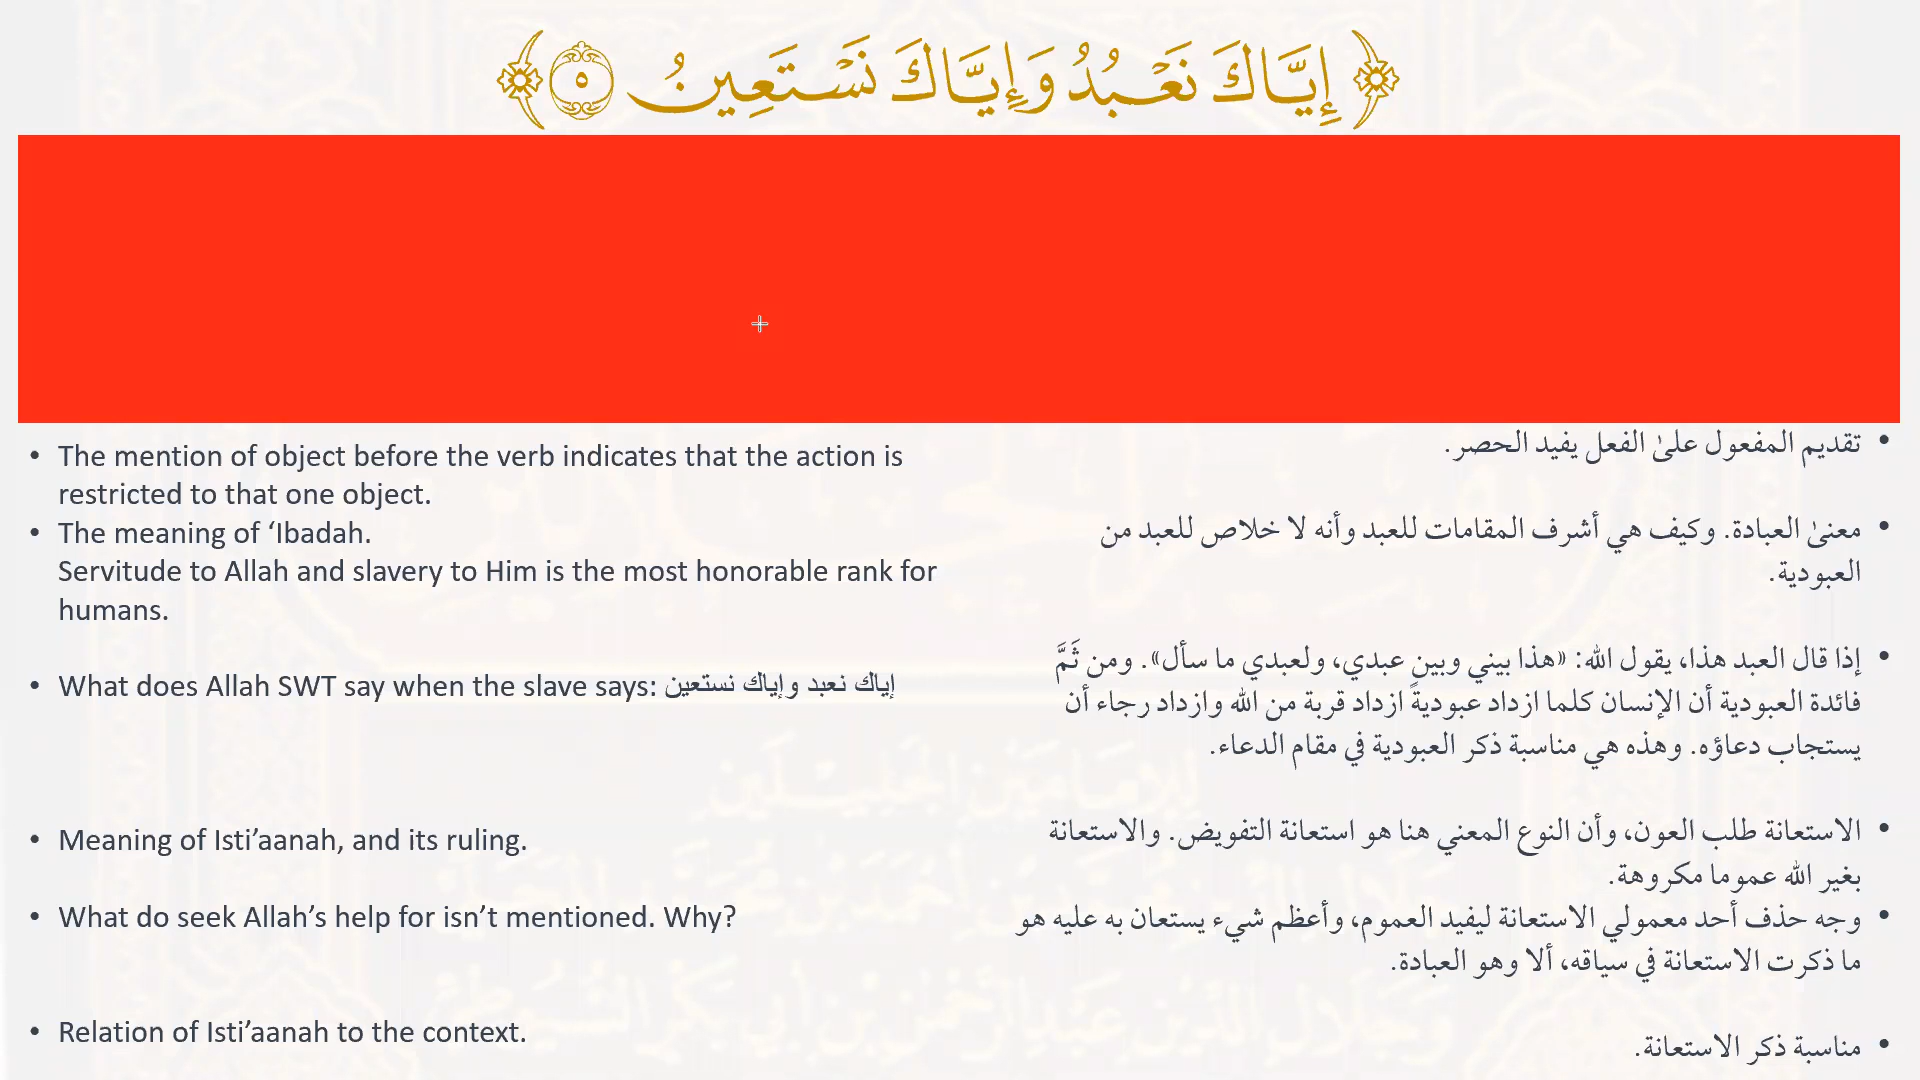 ﴿إِيَّاكَ نَعْبُدُ وَإِيَّاكَ نَسْتَعِينُ ٥﴾
• The mention of object before the verb indicates that the action is
restricted to that one object.
• The meaning of ‘Ibadah.
Servitude to Allah and slavery to Him is the most honorable rank for
humans.
• What does Allah SWT say when the slave says: إياك نعبد وإياك نستعين
• Meaning of Isti’aanah, and its ruling.
• What do seek Allah’s help for isn’t mentioned. Why?
• Relation of Isti’aanah to the context.
• تقديم المفعول علىٰ الفعل يفيد الحصر.
• معنىٰ العبادة. وكيف هي أشرف المقامات للعبد وأنه لا خلاص للعبد من
العبودية.
• إذا قال العبد هذا، يقول الله: «هذا بيني وبين عبدي، ولعبدي ما سأل». ومن ثَمَّ
فائدة العبودية أن الإنسان كلما ازداد عبوديةً ازداد قربة من الله وازداد رجاء أن
يستجاب دعاؤه. وهذه هي مناسبة ذكر العبودية في مقام الدعاء.
• الاستعانة طلب العون، وأن النوع المعني هنا هو استعانة التفويض. والاستعانة
بغير الله عموما مكروهة.
• وجه حذف أحد معمولي الاستعانة ليفيد العموم، وأعظم شيء يستعان به عليه هو
ما ذكرت الاستعانة في سياقه، ألا وهو العبادة.
• مناسبة ذكر الاستعانة.